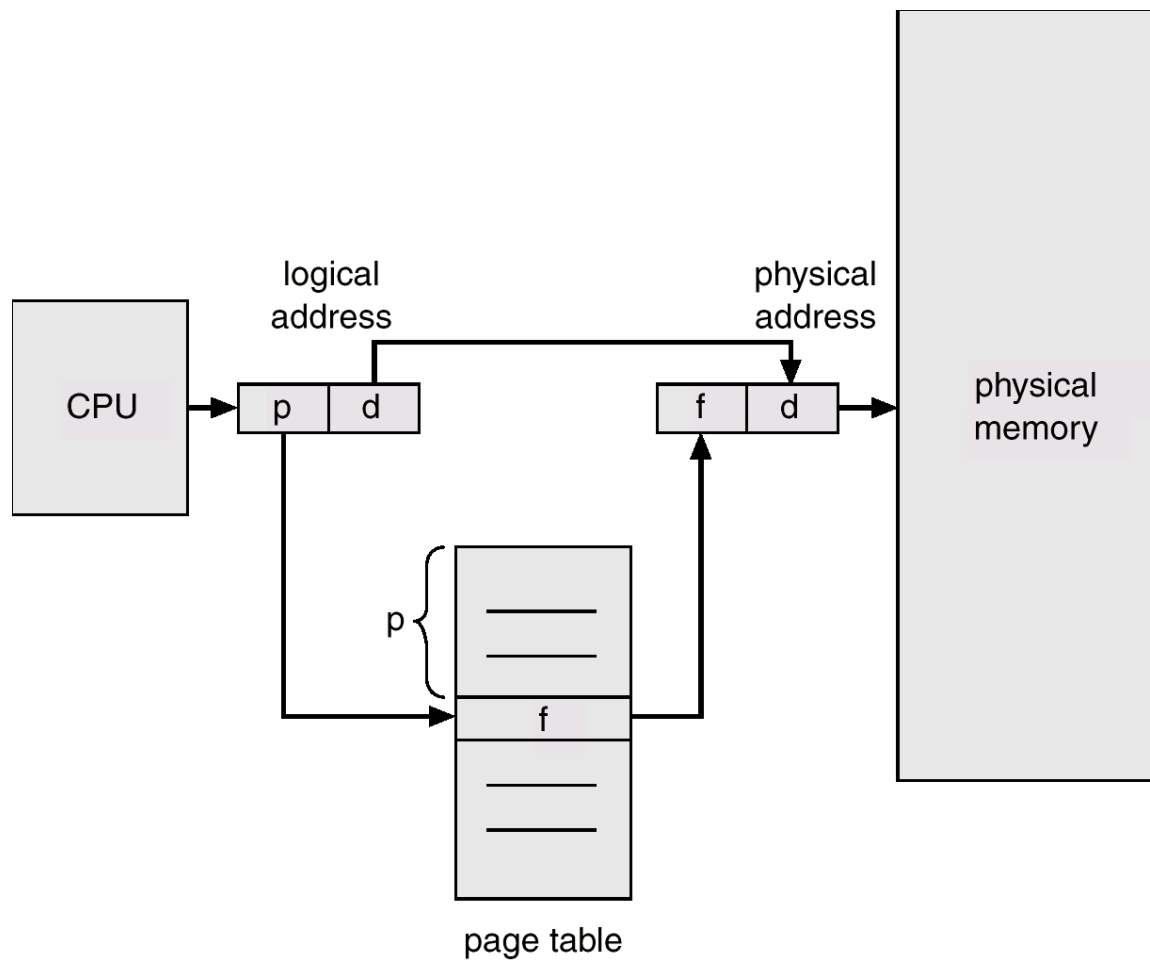 logical
address
physical
address
CPU
p
d
f
d
physical
memory
p
f
page table